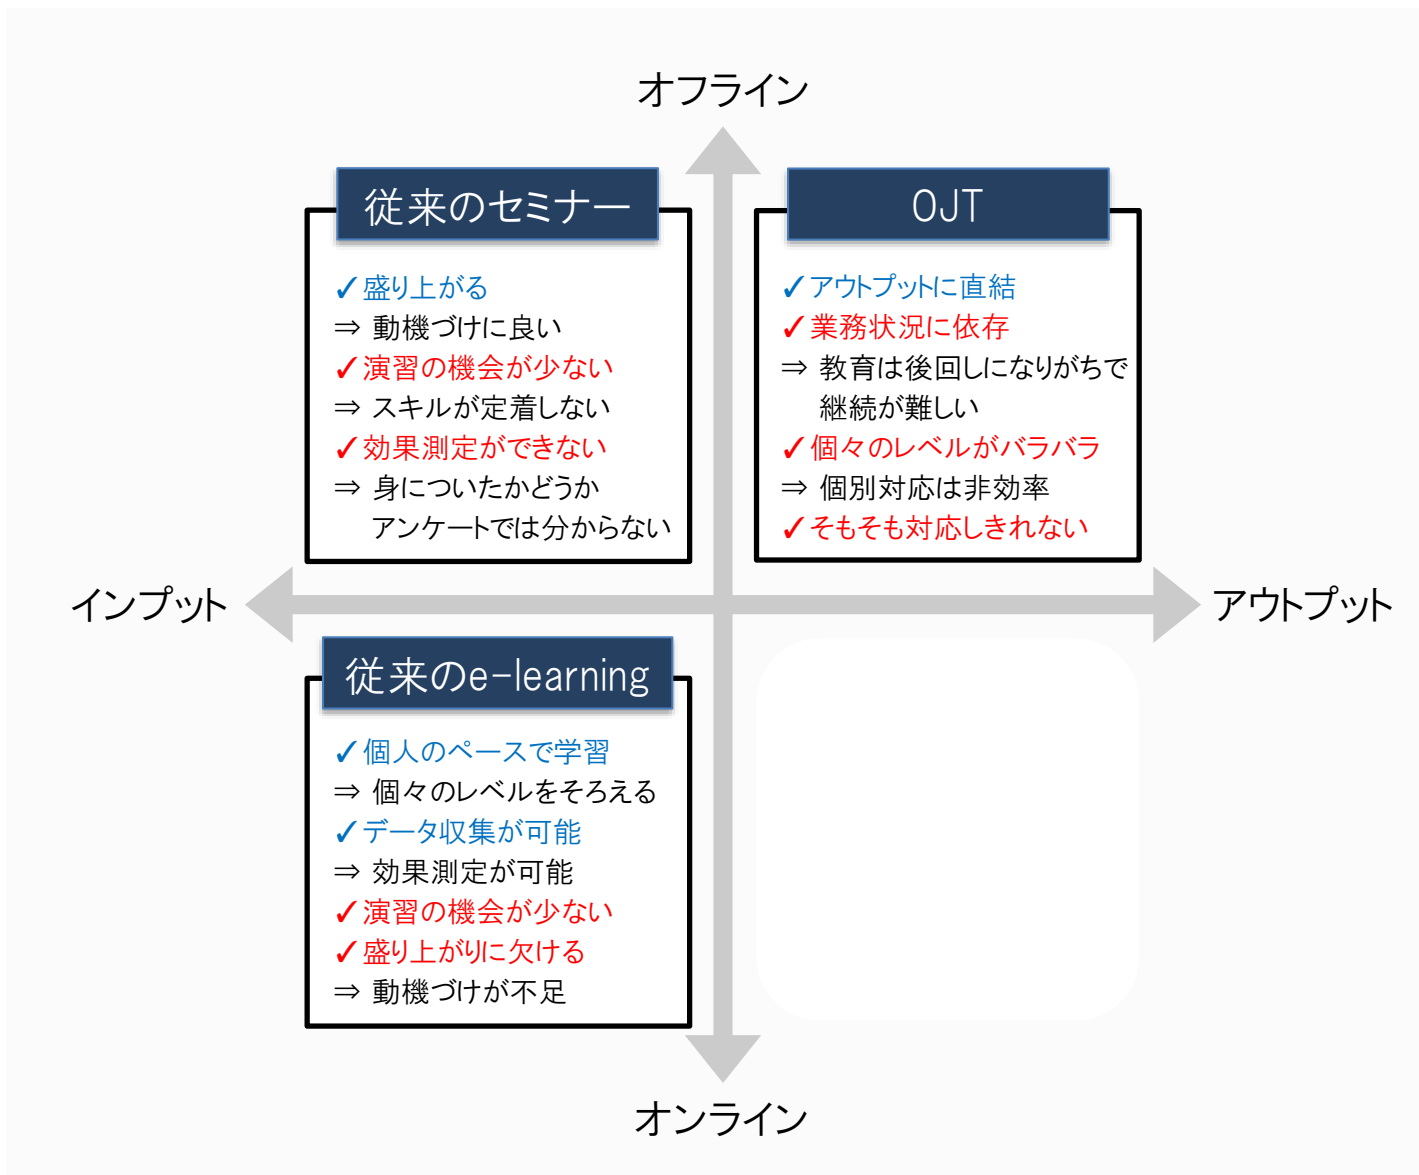 オフライン
従来のセミナー
✓盛り上がる
⇒ 動機づけに良い
✓演習の機会が少ない
⇒ スキルが定着しない
✓効果測定ができない
⇒ 身についたかどうか
アンケートでは分からない
OJT
✓アウトプットに直結
✓業務状況に依存
⇒ 教育は後回しになりがちで
継続が難しい
✓個々のレベルがバラバラ
⇒ 個別対応は非効率
✓そもそも対応しきれない
インプット
アウトプット
従来のe-learning
✓個人のペースで学習
⇒ 個々のレベルをそろえる
✓データ収集が可能
⇒ 効果測定が可能
✓演習の機会が少ない
✓盛り上がりに欠ける
⇒ 動機づけが不足
オンライン